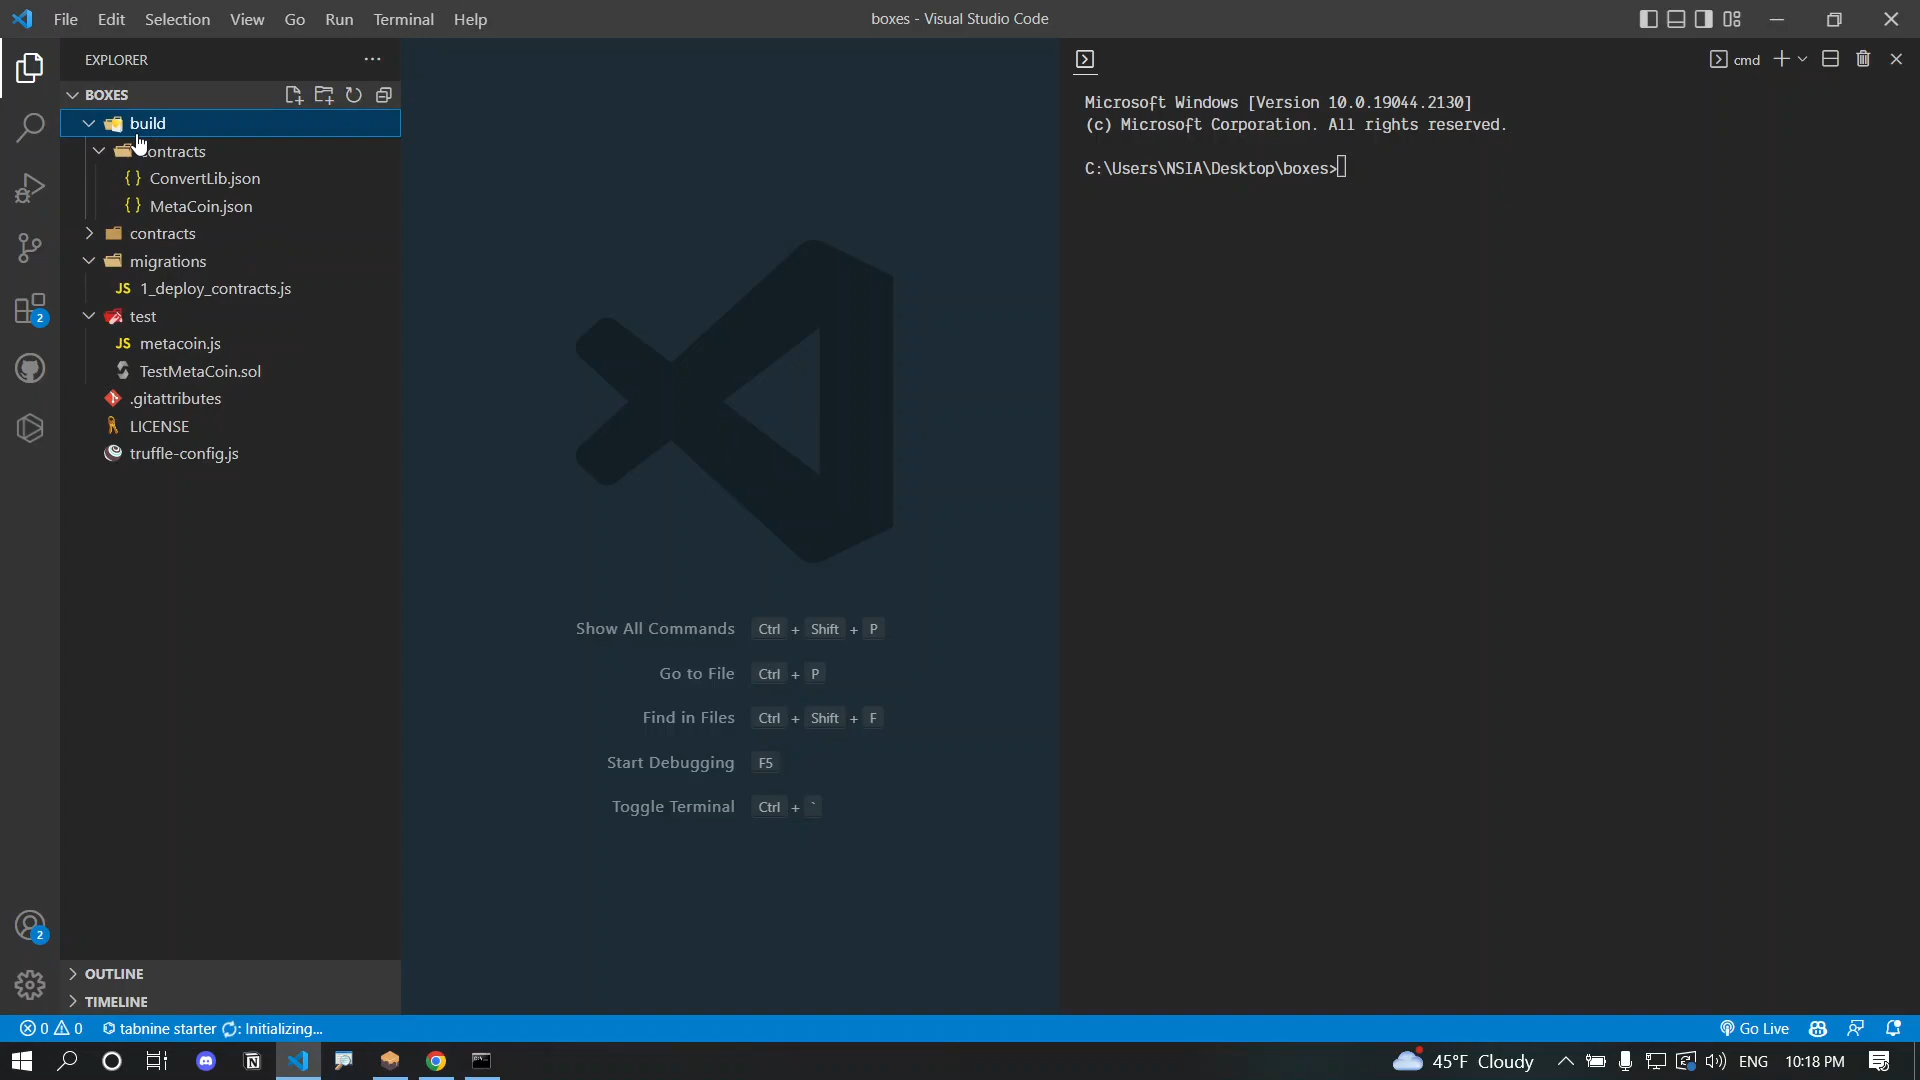 File Edit Selection View Go Run Terminal Help
boxes - Visual Studio Code
EXPLORER
BOXES
build
contracts
ConvertLib.json
MetaCoin.json
contracts
migrations
JS 1_deploy_contracts.js
test
JS metacoin.js
TestMetaCoin.sol
.gitattributes
LICENSE
truffle-config.js
2
2
OUTLINE
TIMELINE
Show All Commands Ctrl + Shift + P
Go to File Ctrl + P
Find in Files Ctrl + Shift + F
Start Debugging F5
Toggle Terminal Ctrl + `
cmd
Microsoft Windows [Version 10.0.19044.2130]
(c) Microsoft Corporation. All rights reserved.
C:\Users\NSIA\Desktop\boxes>
0 0 tabnine starter : Initializing...
Go Live
45°F Cloudy
ENG
10:18 PM